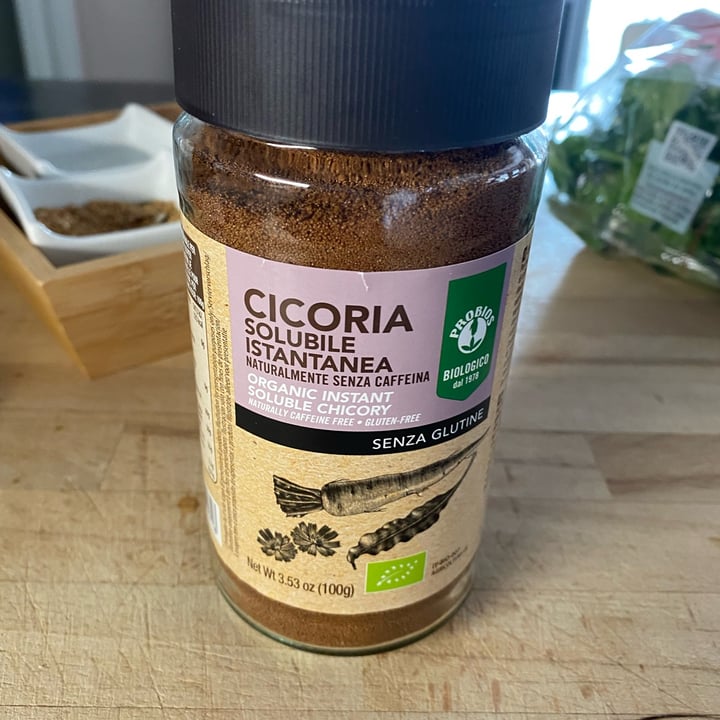 CICORIA
SOLUBILE
ISTANTANEA
NATURALMENTE SENZA CAFFEINA
ORGANIC INSTANT
SOLUBLE CHICORY
NATURALLY CAFFEINE FREE • GLUTEN-FREE
PROBIOS
BIOLOGICO
dal 1978
SENZA GLUTINE
Net Wt 3.53 oz (100g)